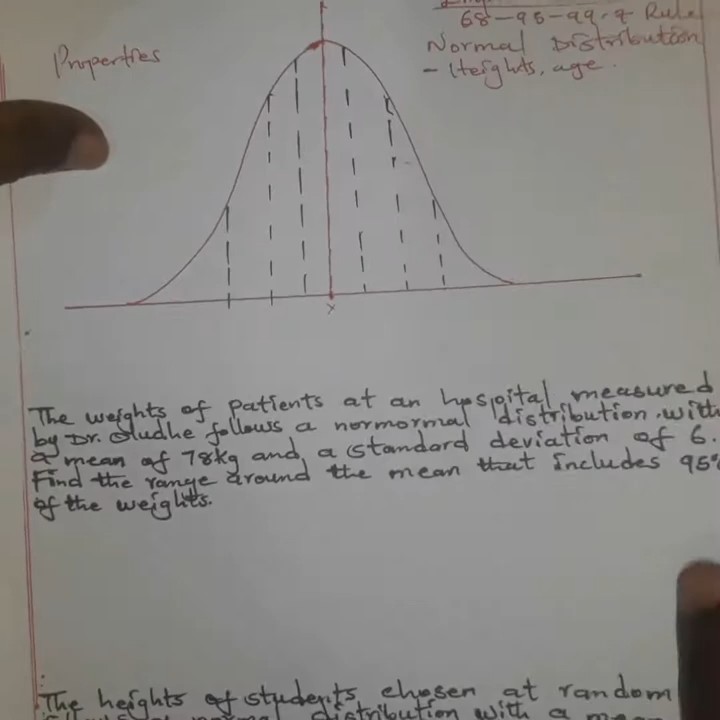 68-95-99.7 Rule
Normal Distribution
- Heights, age.
Properties
x
The weights of patients at an hospital measured
by Dr. Oludhe follows a normormal distribution with
a mean of 78kg and a standard deviation of 6.
Find the range around the mean that includes 95%
of the weights.
The heights of students chosen at random
distribution with a